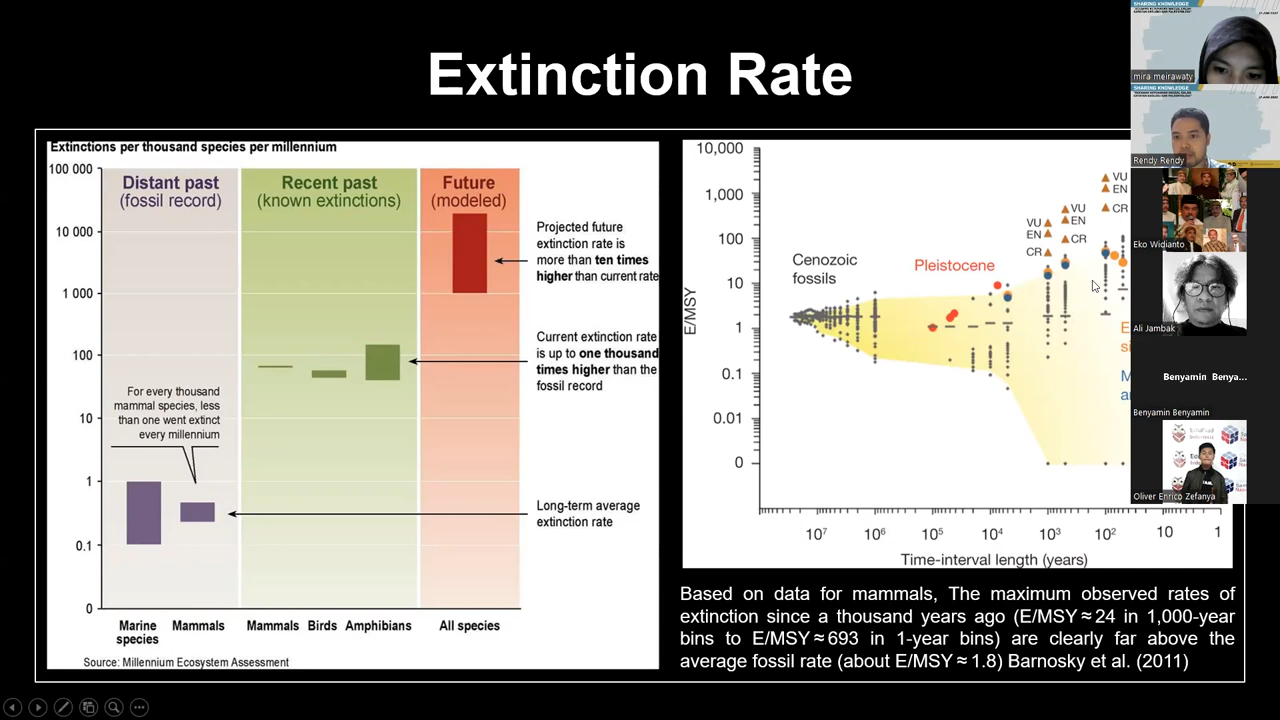 Extinction Rate
Extinctions per thousand species per millennium
100 000
10 000
1 000
100
10
1
0.1
0
Distant past
(fossil record)
Recent past
(known extinctions)
Future
(modeled)
Projected future
extinction rate is
more than ten times
higher than current rate
Current extinction rate
is up to one thousand
times higher than the
fossil record
For every thousand
mammal species, less
than one went extinct
every millennium
Long-term average
extinction rate
Marine
species
Mammals
Mammals
Birds
Amphibians
All species
Source: Millennium Ecosystem Assessment
10,000
1,000
100
10
1
0.1
0.01
0
E/MSY
Cenozoic
fossils
Pleistocene
VU
EN
CR
VU
EN
CR
VU
EN
CR
10⁷ 10⁶ 10⁵ 10⁴ 10³ 10² 10 1
Time-interval length (years)
Based on data for mammals, The maximum observed rates of
extinction since a thousand years ago (E/MSY ≈ 24 in 1,000-year
bins to E/MSY ≈ 693 in 1-year bins) are clearly far above the
average fossil rate (about E/MSY ≈ 1.8) Barnosky et al. (2011)
SHARING KNOWLEDGE
mira meirawaty
SHARING KNOWLEDGE
Rendy Rendy
Eko Widianto
Ali Jambak
Benyamin Benya...
Benyamin Benyamin
Oliver Enrico Zefanya